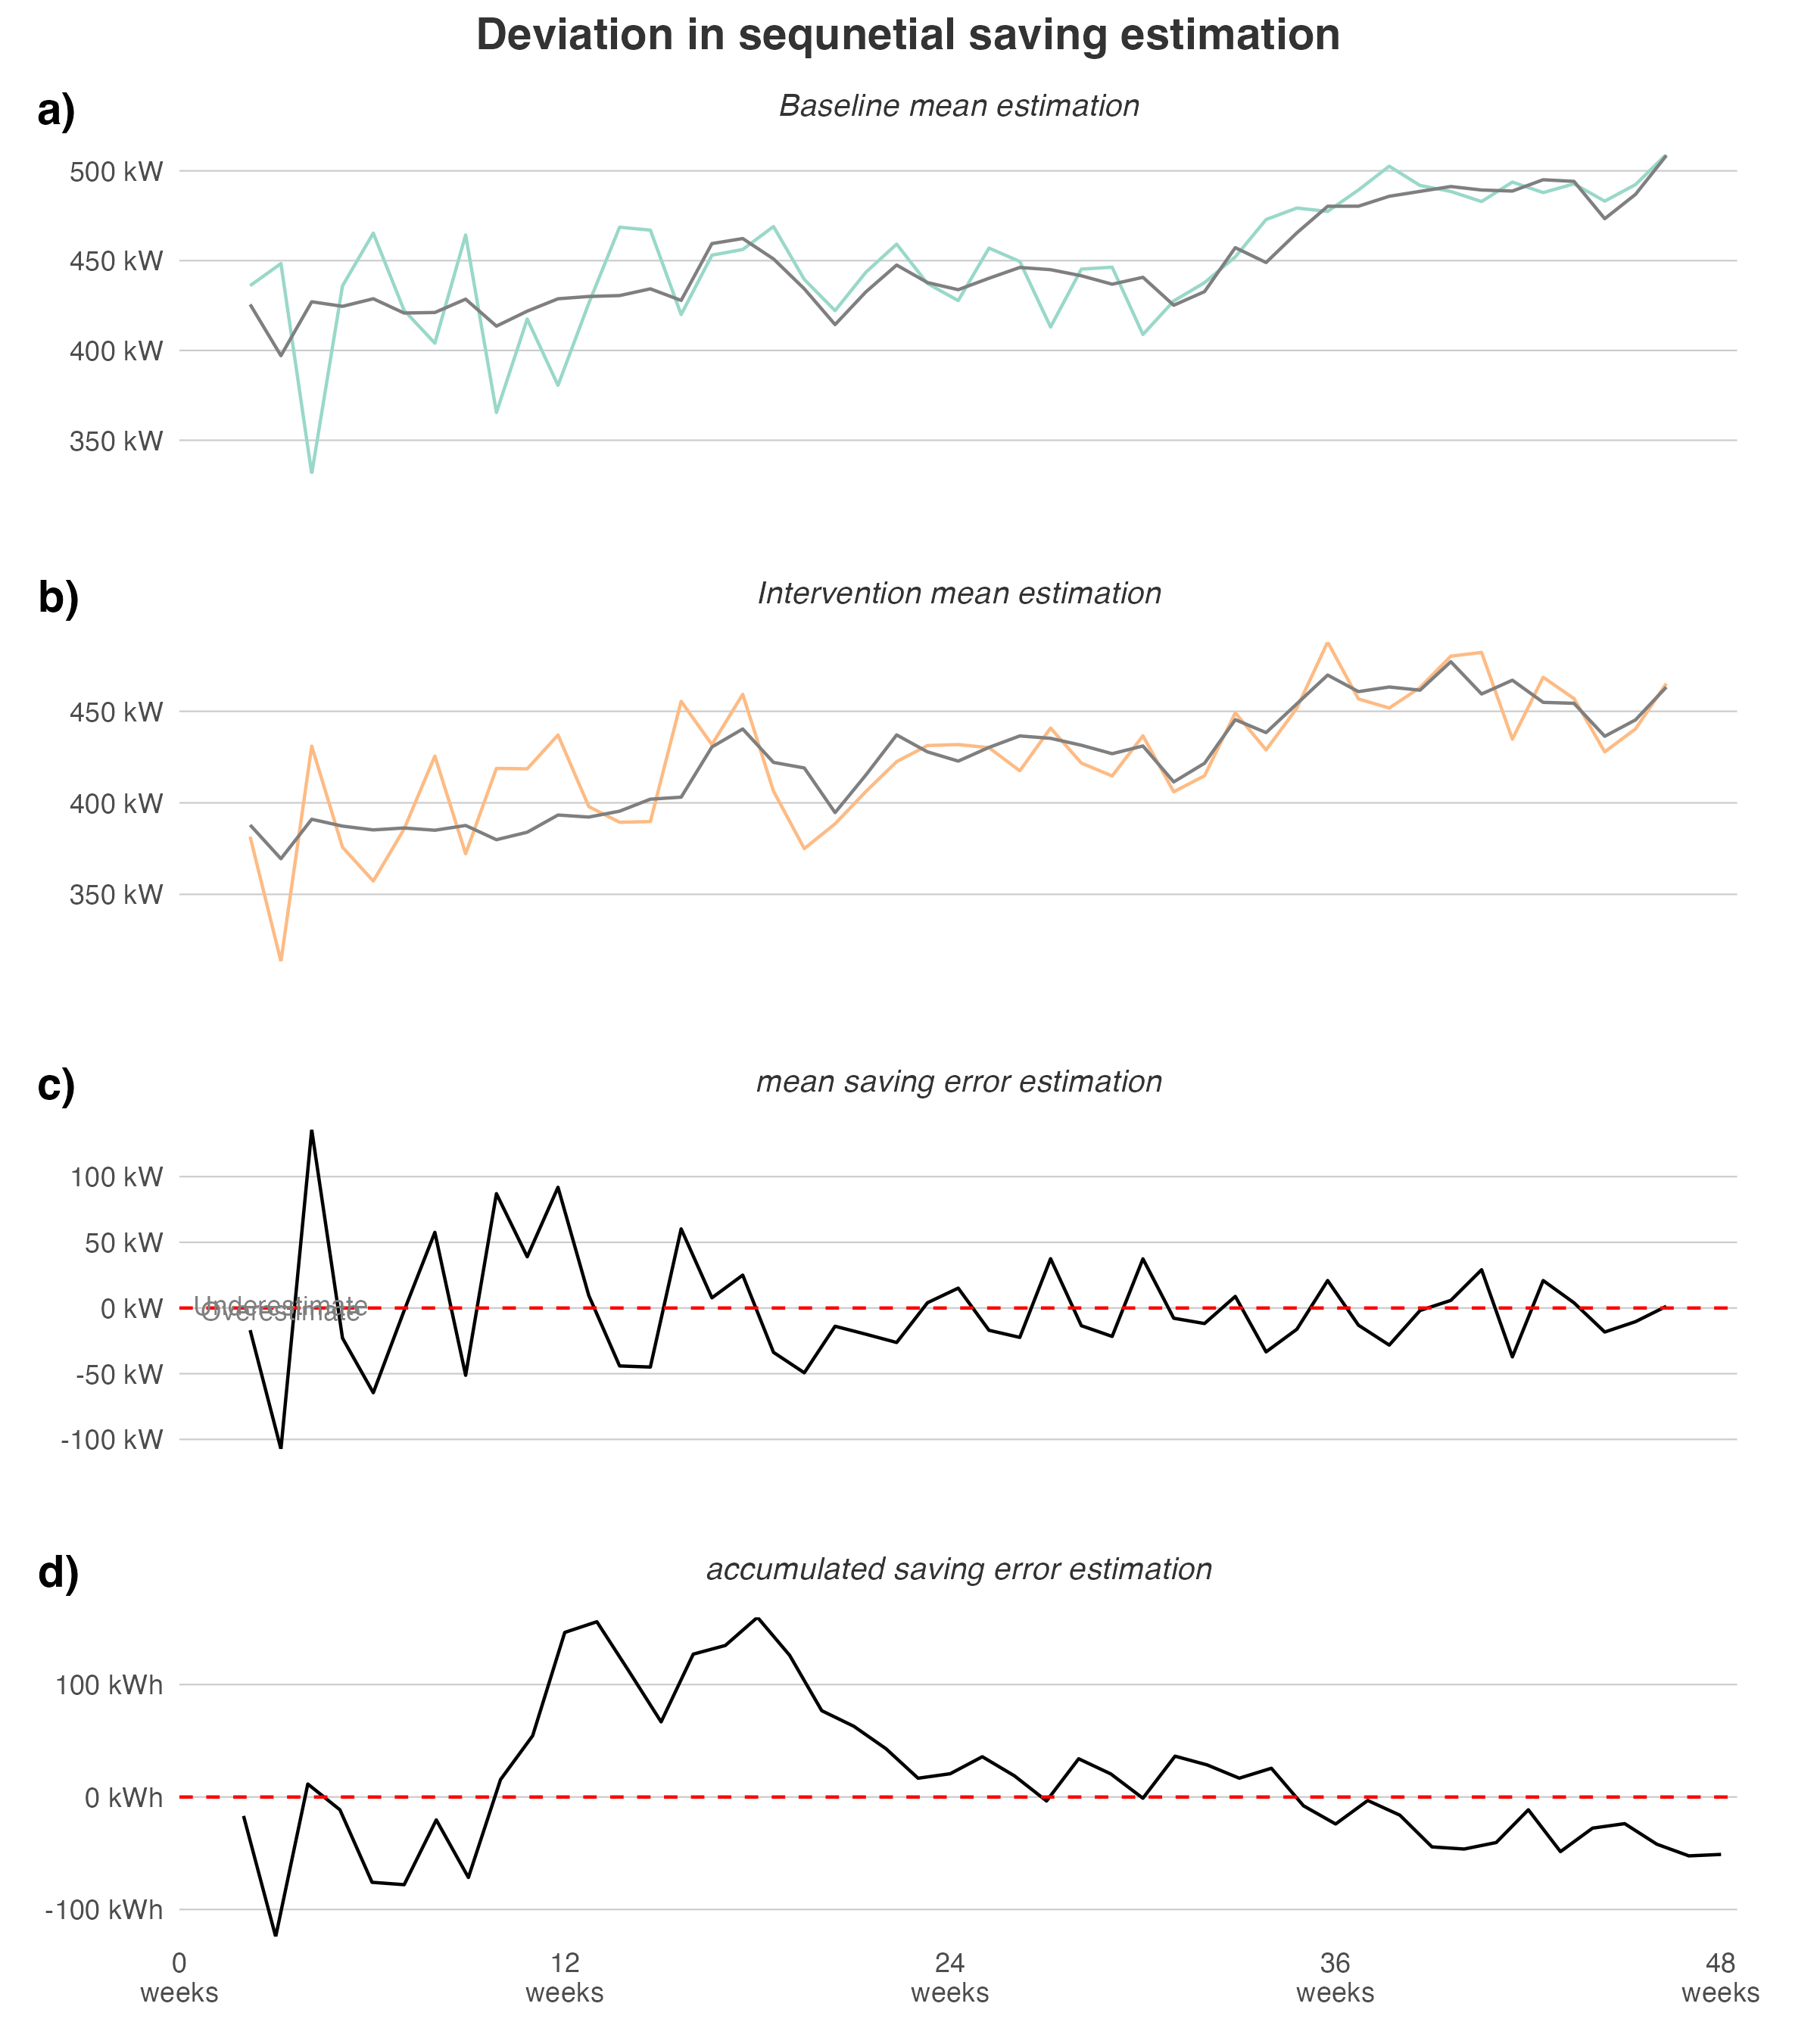 Deviation in sequnetial saving estimation
a)
Baseline mean estimation
500 kW
450 kW
400 kW
350 kW
b)
Intervention mean estimation
450 kW
400 kW
350 kW
c)
mean saving error estimation
100 kW
50 kW
0 kW
-50 kW
-100 kW
Underestimate
Overestimate
d)
accumulated saving error estimation
100 kWh
0 kWh
-100 kWh
0 12 24 36 48
weeks weeks weeks weeks weeks